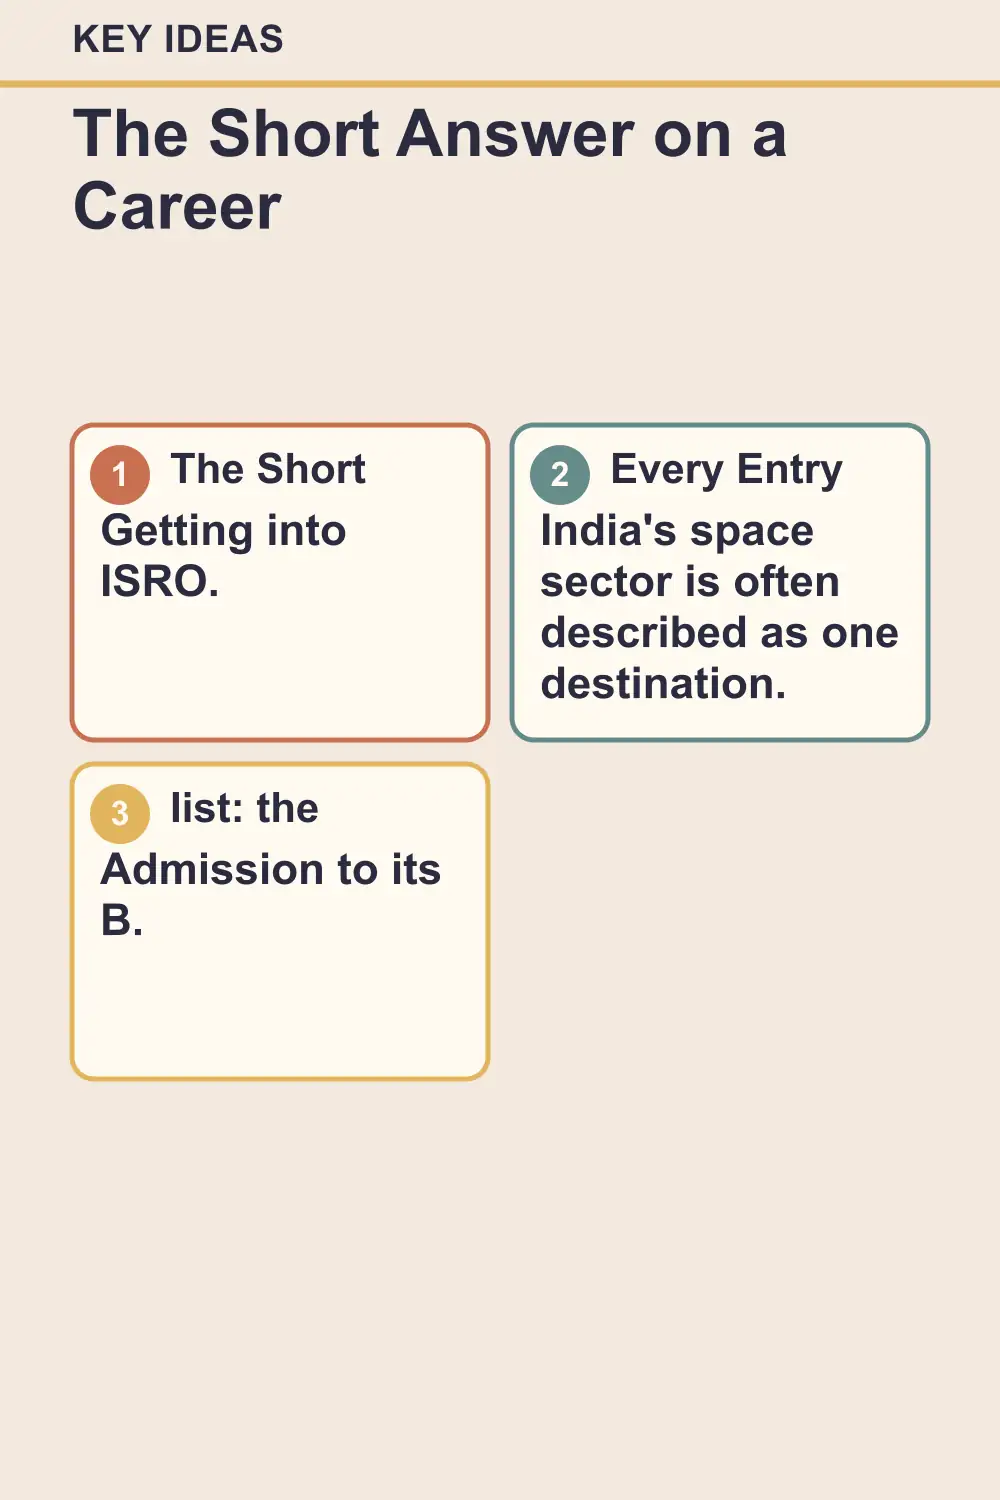 KEY IDEAS
The Short Answer on a
Career
1 The Short
Getting into
ISRO.
2 Every Entry
India's space
sector is often
described as one
destination.
3 list: the
Admission to its
B.